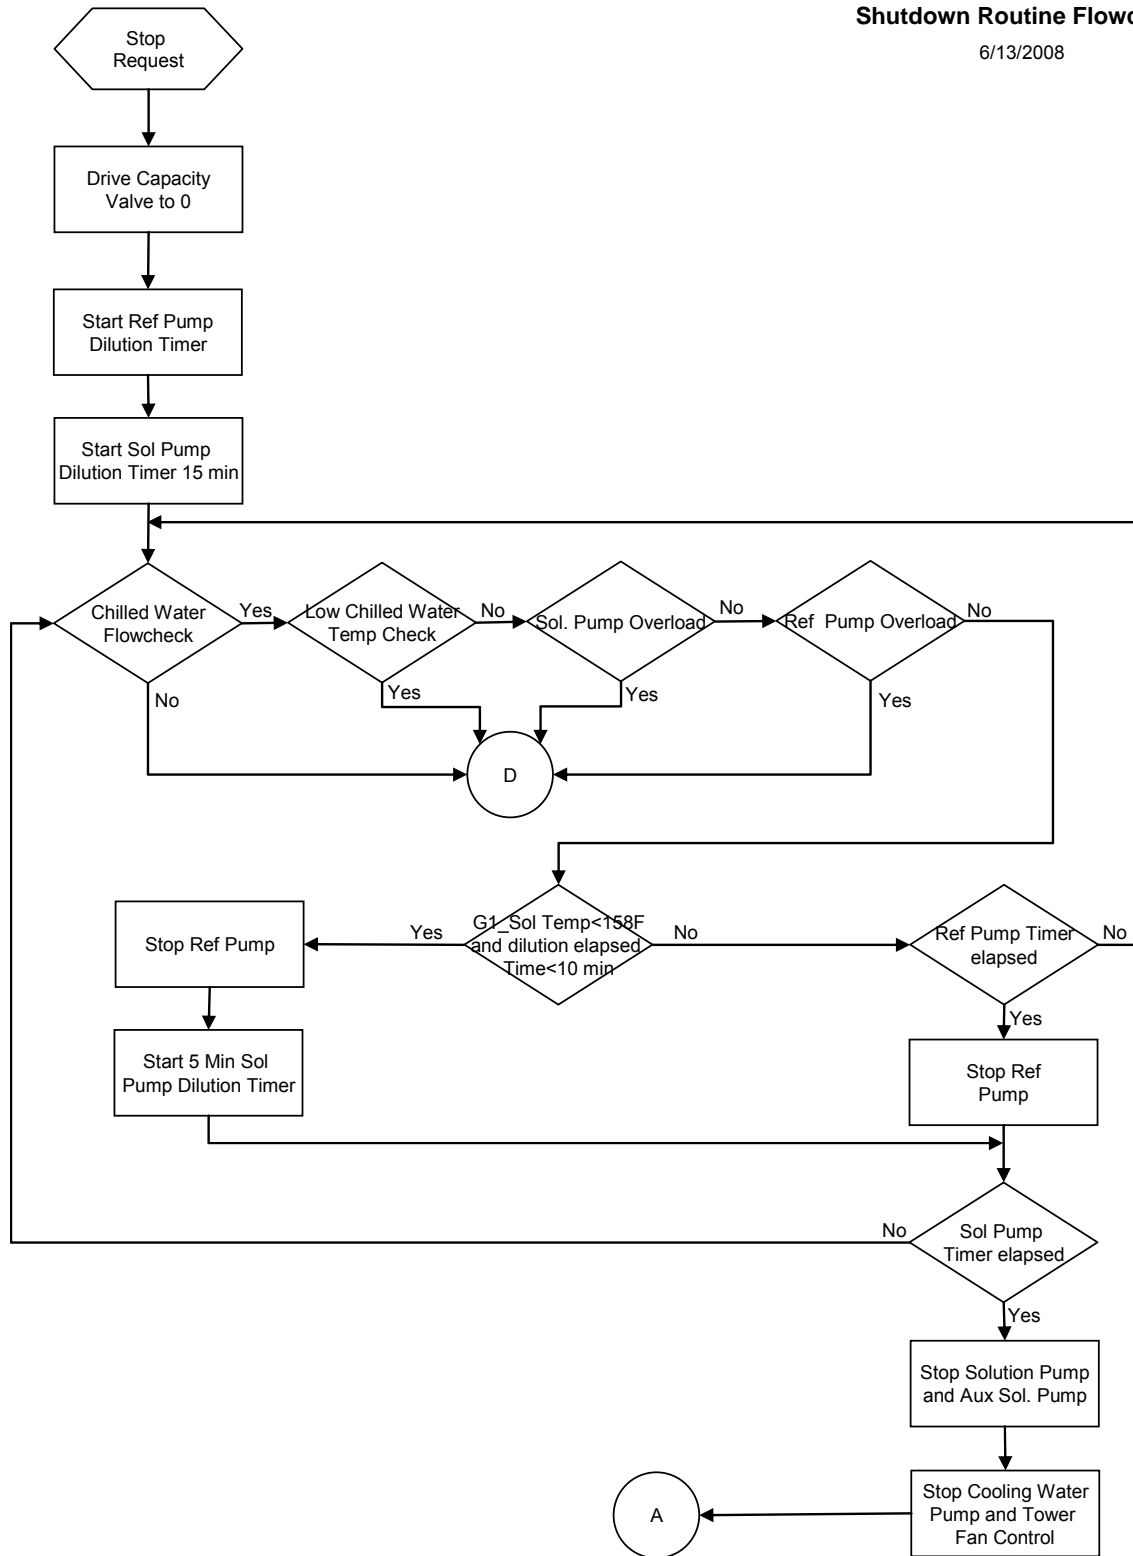 Shutdown Routine Flowc
6/13/2008
Stop
Request
Drive Capacity
Valve to 0
Start Ref Pump
Dilution Timer
Start Sol Pump
Dilution Timer 15 min
Chilled Water
Flowcheck
Yes
No
Low Chilled Water
Temp Check
No
Yes
Sol. Pump Overload
No
Yes
Ref Pump Overload
No
Yes
D
G1_Sol Temp<158F
and dilution elapsed
Time<10 min
Yes
No
Stop Ref Pump
Start 5 Min Sol
Pump Dilution Timer
Ref Pump Timer
elapsed
No
Yes
Stop Ref
Pump
Sol Pump
Timer elapsed
No
Yes
Stop Solution Pump
and Aux Sol. Pump
Stop Cooling Water
Pump and Tower
Fan Control
A